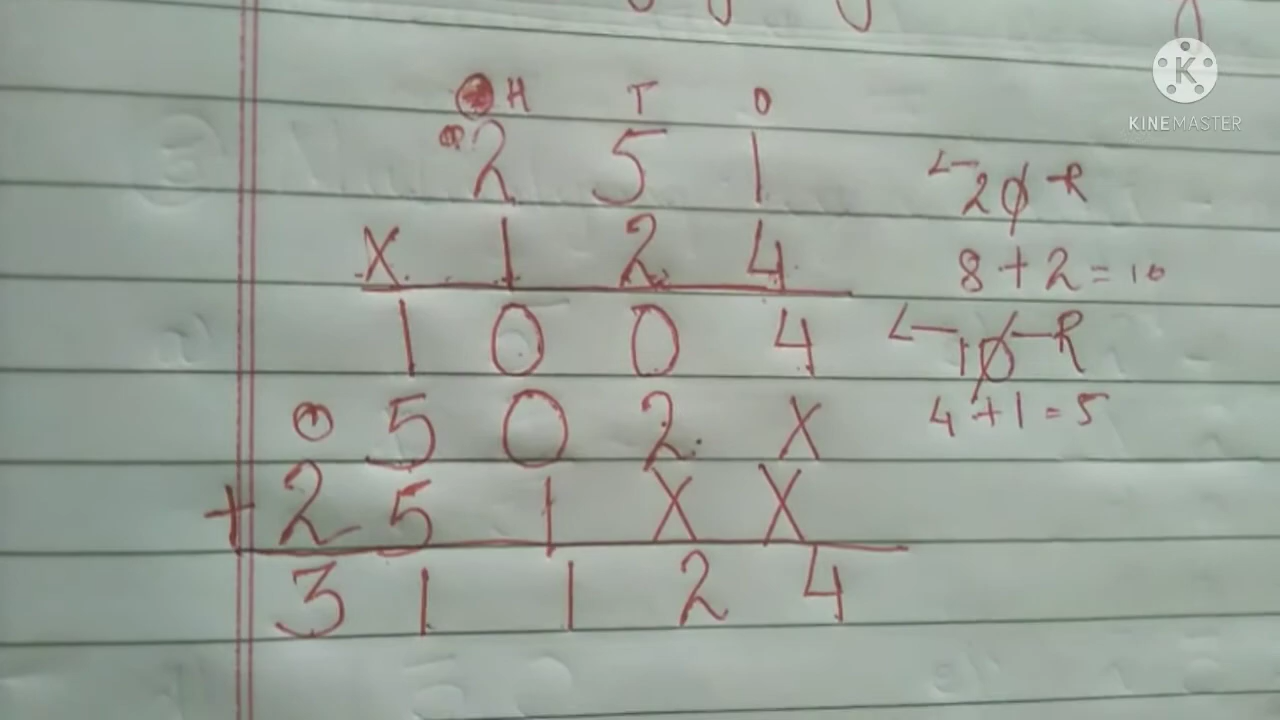 H T O
2 5 1
x 1 2 4
1 0 0 4
5 0 2 x
+ 2 5 1 x x
3 1 1 2 4
L 20 R
8 + 2 = 10
L 10 R
4 + 1 = 5
KINEMASTER